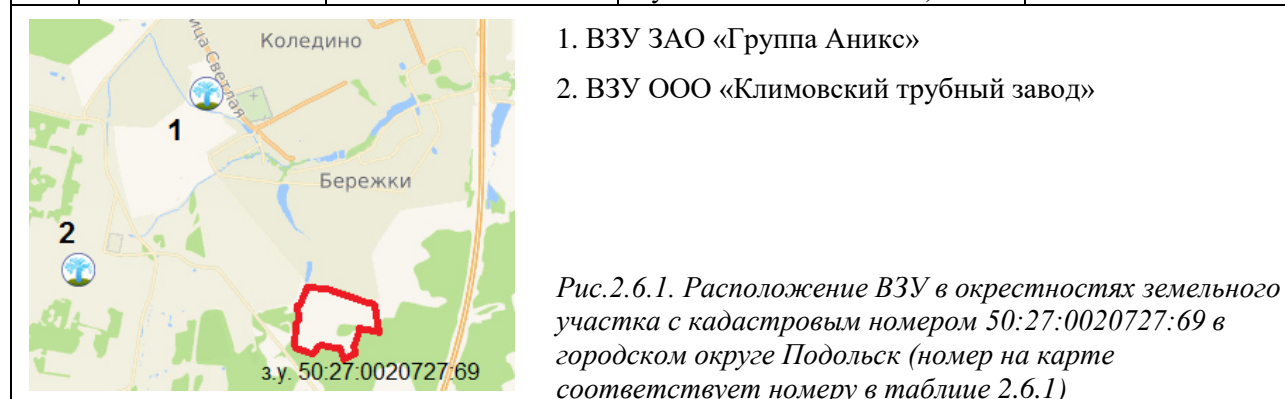 Коледино
ица Светлая
1
Бережки
2
з.у. 50:27:0020727:69
1. ВЗУ ЗАО «Группа Аникс»
2. ВЗУ ООО «Климовский трубный завод»
Рис.2.6.1. Расположение ВЗУ в окрестностях земельного
участка с кадастровым номером 50:27:0020727:69 в
городском округе Подольск (номер на карте
соответствует номеру в таблице 2.6.1)